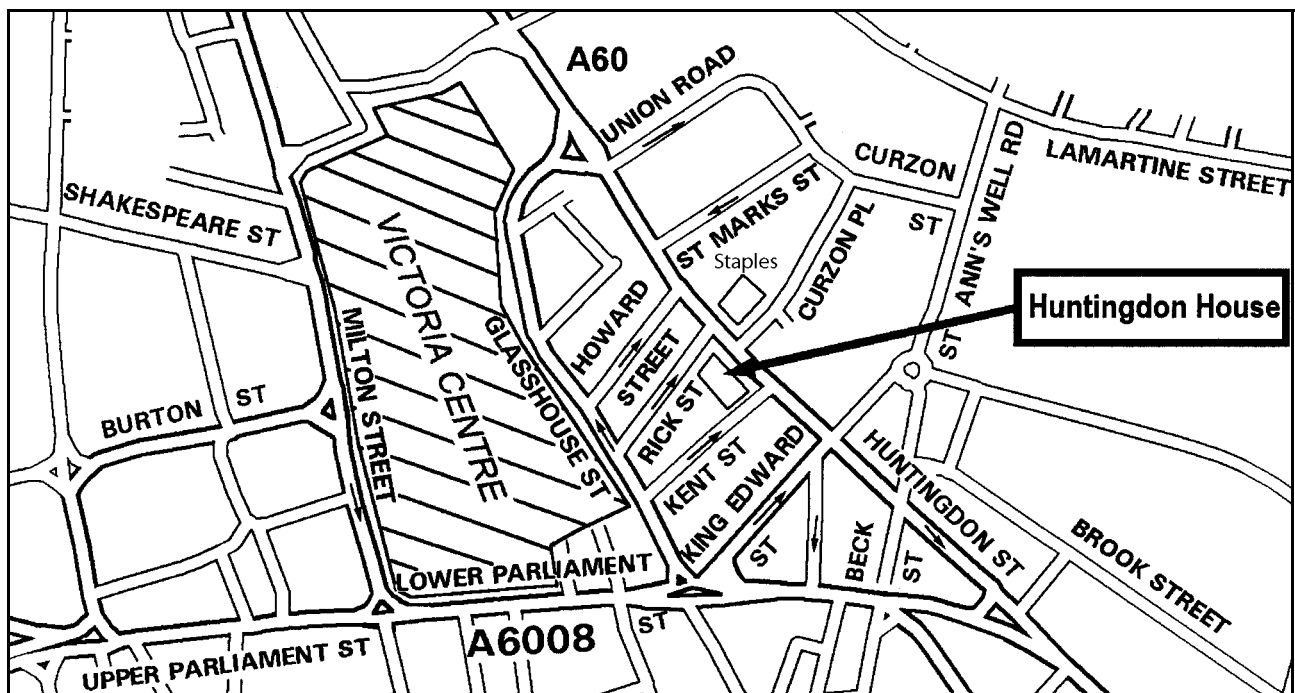 A60
UNION ROAD
CURZON
ST
LAMARTINE STREET
ANN'S WELL RD
ST
SHAKESPEARE ST
VICTORIA CENTRE
ST MARKS ST
Staples
CURZON PL
Huntingdon House
HOWARD
STREET
GLASSHOUSE ST
MILTON STREET
BURTON ST
RICK ST
KENT ST
KING EDWARD
ST
HUNTINGDON ST
BROOK STREET
BECK
ST
LOWER PARLIAMENT
ST
A6008
UPPER PARLIAMENT ST